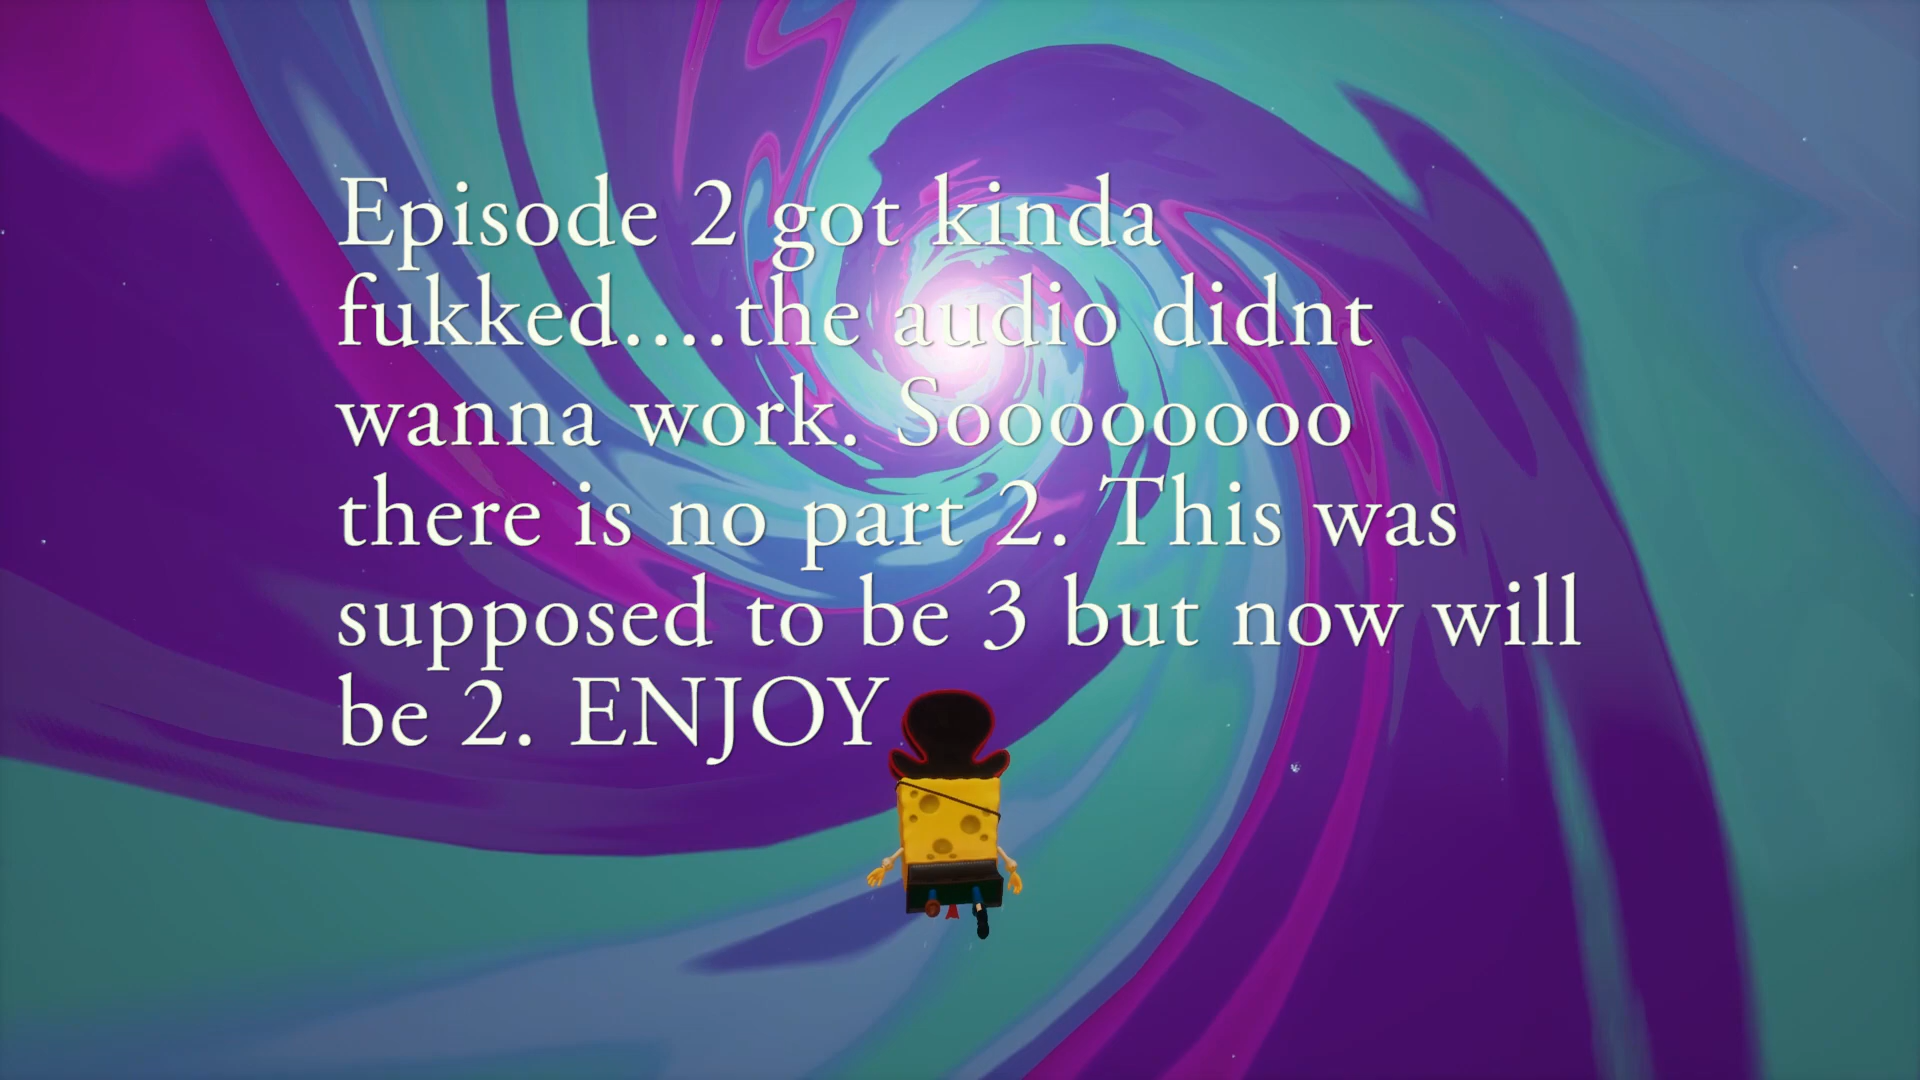 Episode 2 got kinda
fukked....the audio didnt
wanna work. Soooooooo
there is no part 2. This was
supposed to be 3 but now will
be 2. ENJOY